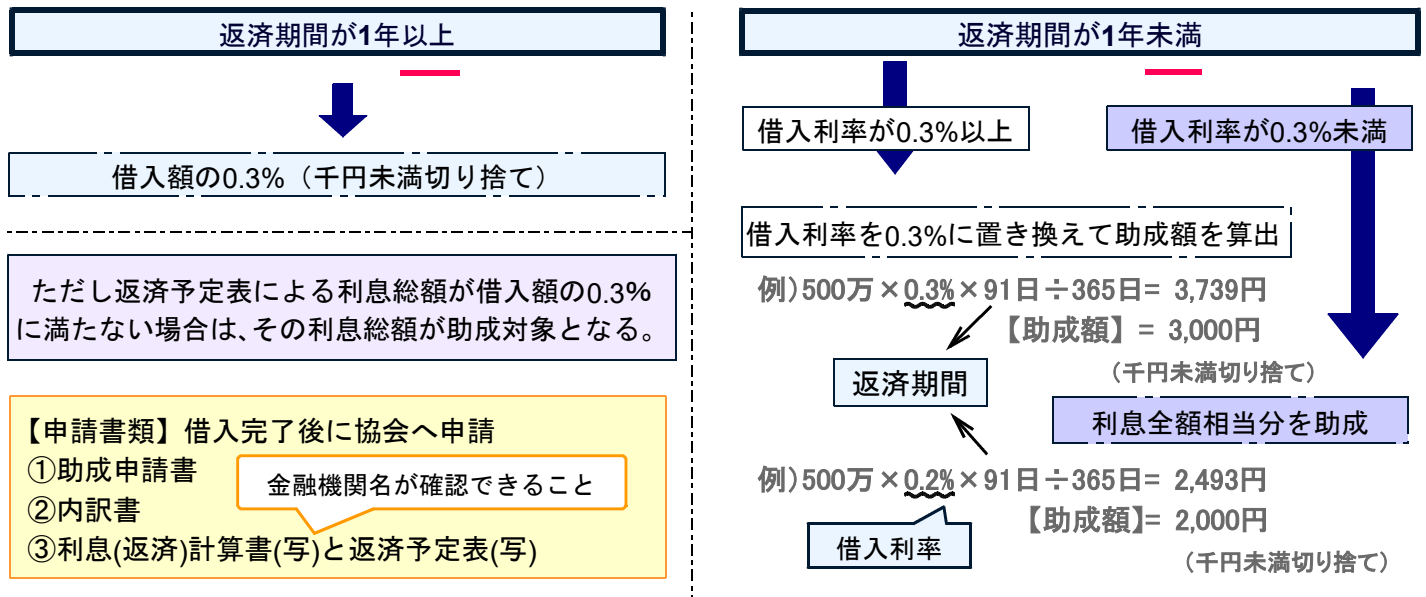 返済期間が1年以上
借入額の0.3%（千円未満切り捨て）
ただし返済予定表による利息総額が借入額の0.3%
に満たない場合は、その利息総額が助成対象となる。
【申請書類】借入完了後に協会へ申請
①助成申請書
金融機関名が確認できること
②内訳書
③利息(返済)計算書(写)と返済予定表(写)
返済期間が1年未満
借入利率が0.3%以上
借入利率が0.3%未満
借入利率を0.3%に置き換えて助成額を算出
例)500万×0.3%×91日÷365日= 3,739円
【助成額】= 3,000円
（千円未満切り捨て）
返済期間
利息全額相当分を助成
例)500万×0.2%×91日÷365日= 2,493円
【助成額】= 2,000円
借入利率
（千円未満切り捨て）